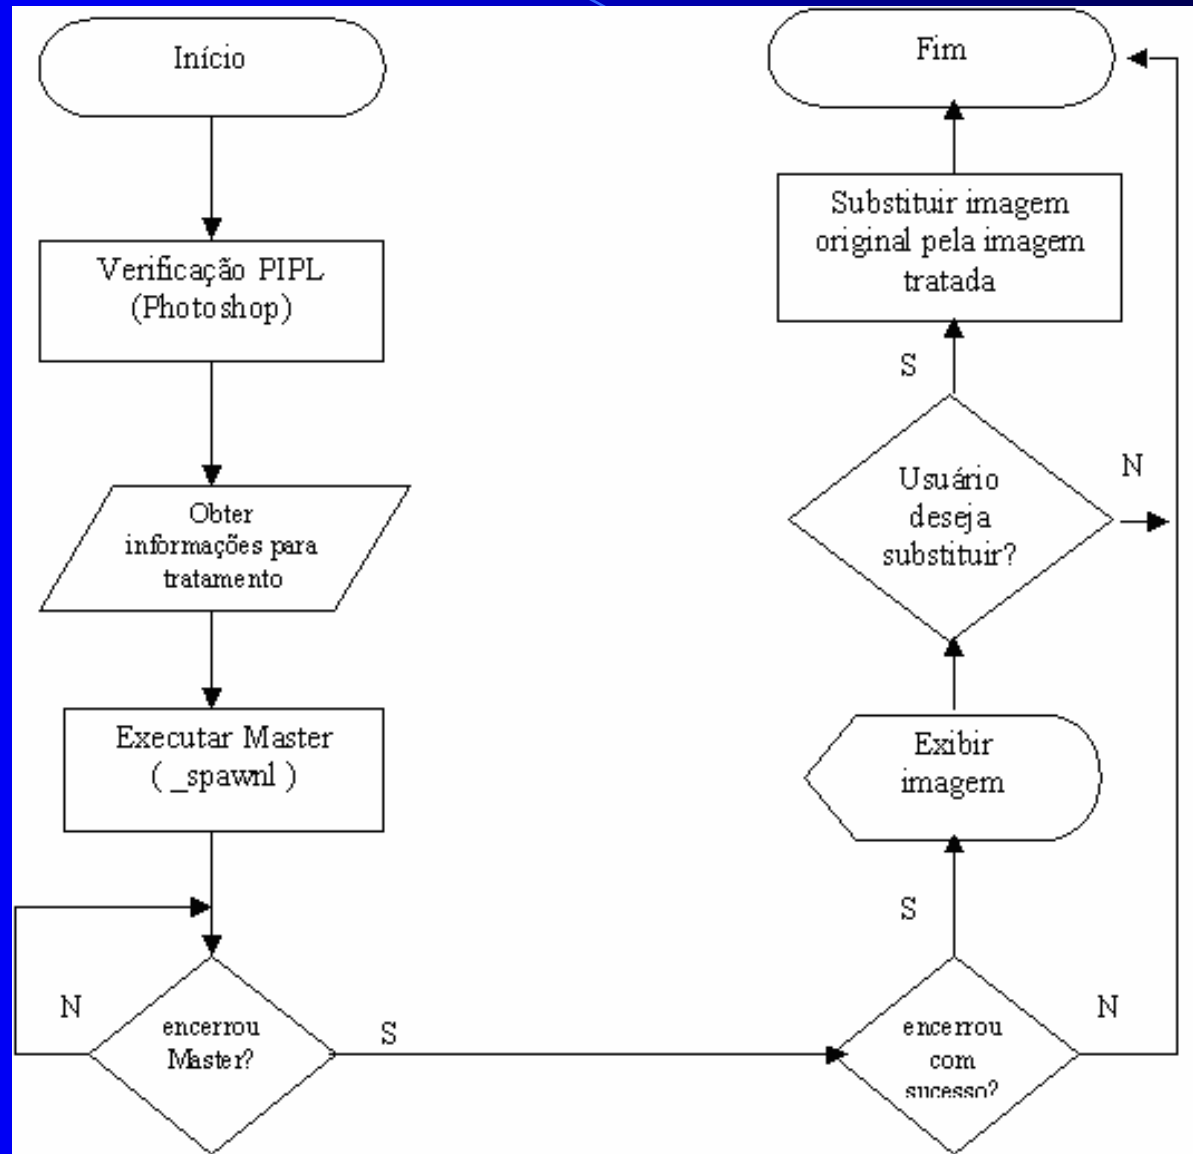 Início
Verificação PIPL
(Photoshop)
Obter
informações para
tratamento
Executar Master
( _spawnl )
N
encerrou
Master?
S
encerrou
com
sucesso?
N
S
Exibir
imagem
Usuário
deseja
substituir?
N
S
Substituir imagem
original pela imagem
tratada
Fim